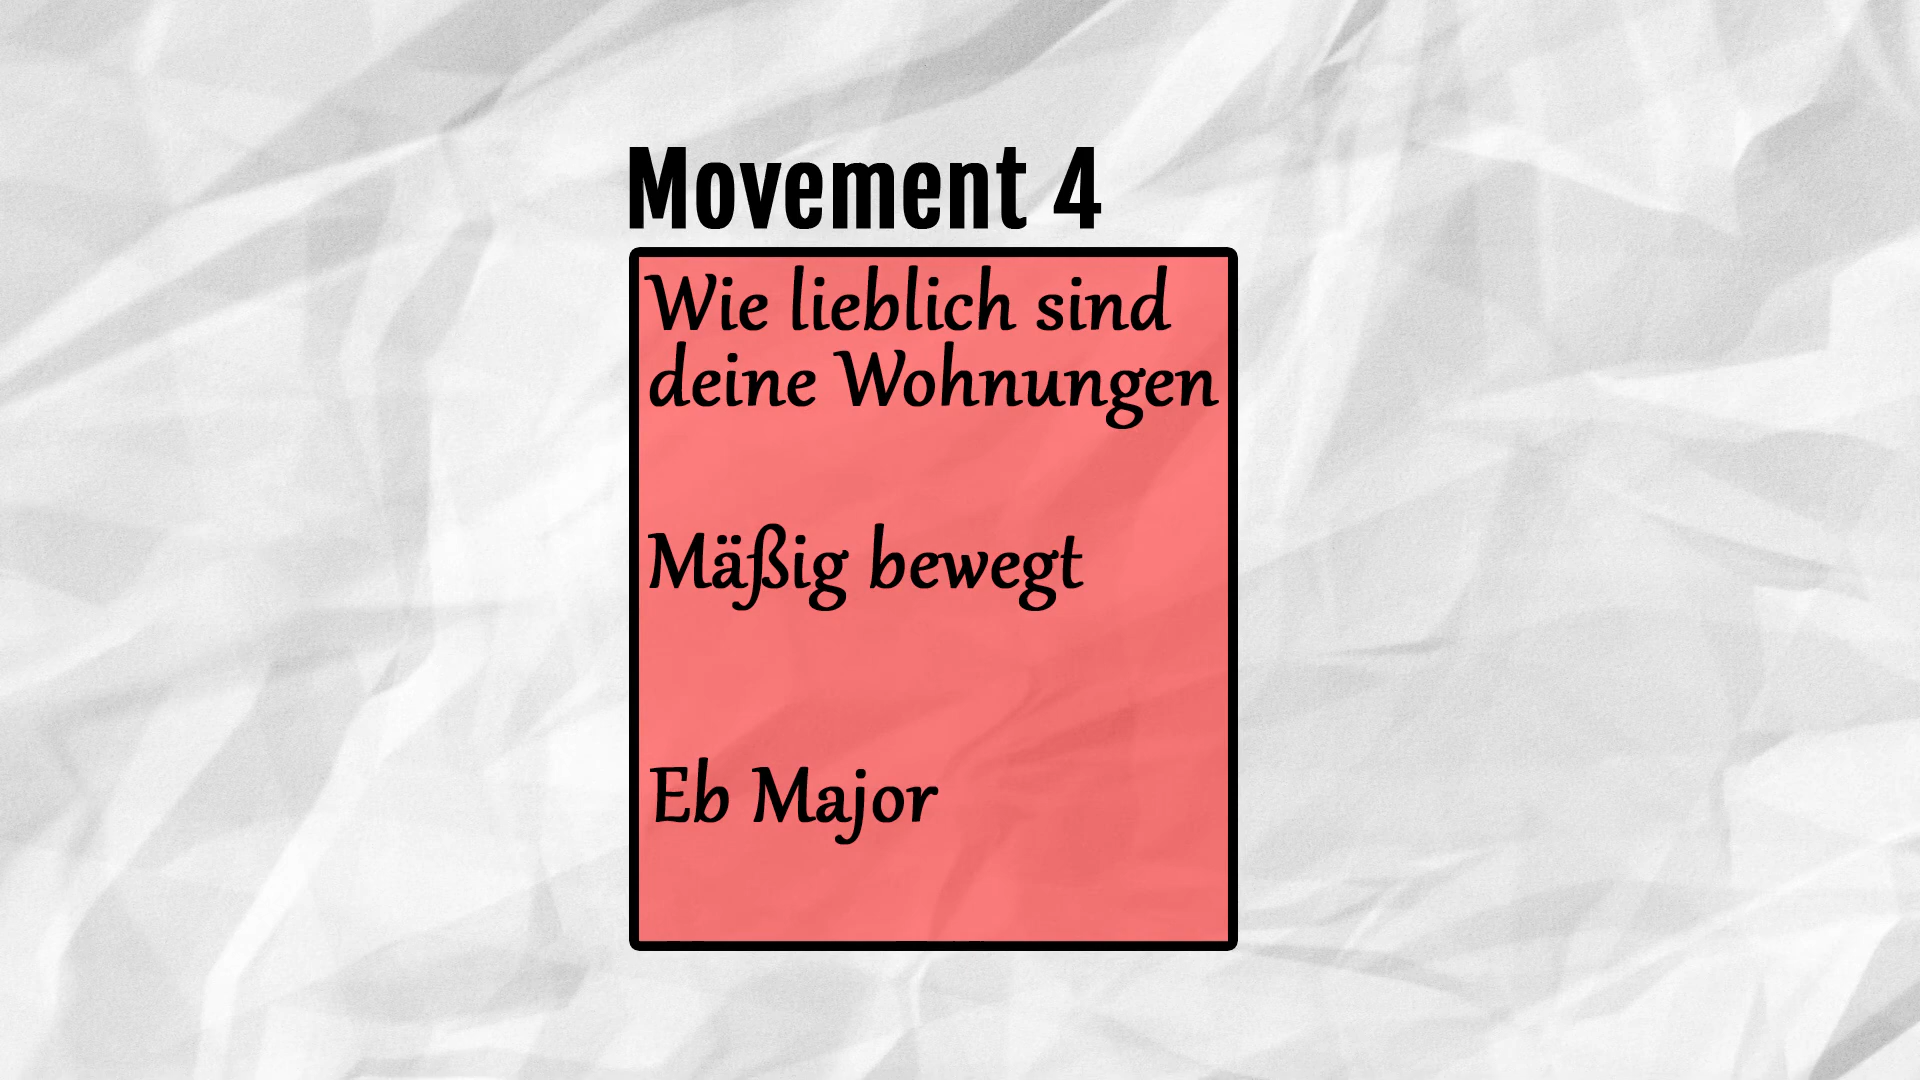 Movement 4
Wie lieblich sind
deine Wohnungen
Mäßig bewegt
Eb Major